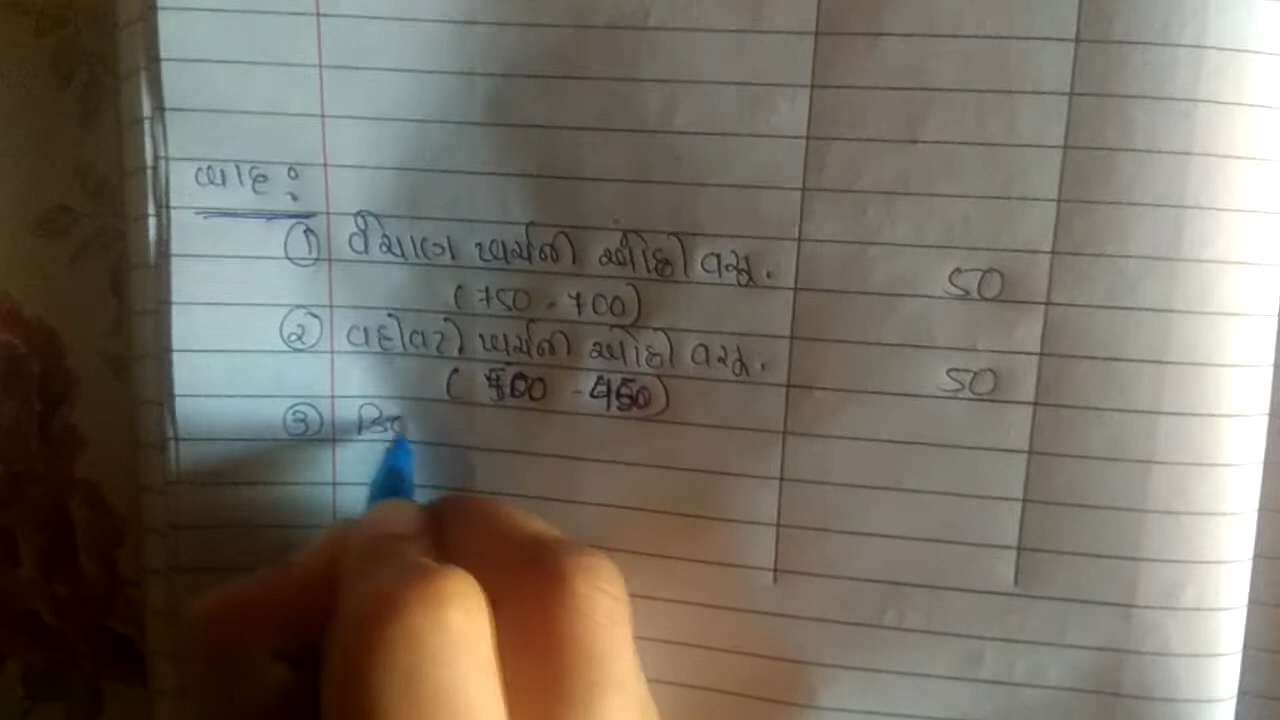 બાદ :
① વેચાણ ખર્ચની ઓછી વસૂ. 50
(750 - 700)
② વહીવટી ખર્ચની ઓછી વસૂ. 50
(500 - 450)
③